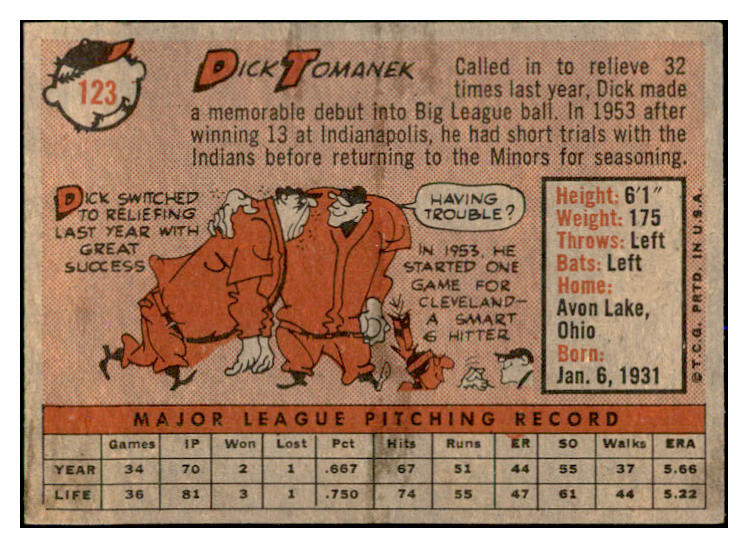 123
DICK TOMANEK
Called in to relieve 32
times last year, Dick made
a memorable debut into Big League ball. In 1953 after
winning 13 at Indianapolis, he had short trials with the
Indians before returning to the Minors for seasoning.
DICK SWITCHED
TO RELIEFING
LAST YEAR WITH
GREAT
SUCCESS
HAVING
TROUBLE?
IN 1953, HE
STARTED ONE
GAME FOR
CLEVELAND—
A SMART
6 HITTER
Height: 6'1"
Weight: 175
Throws: Left
Bats: Left
Home:
Avon Lake,
Ohio
Born:
Jan. 6, 1931
© T.C.G. PRTD. IN U.S.A.
MAJOR LEAGUE PITCHING RECORD
Games IP Won Lost Pct Hits Runs ER SO Walks ERA
YEAR 34 70 2 1 .667 67 51 44 55 37 5.66
LIFE 36 81 3 1 .750 74 55 47 61 44 5.22